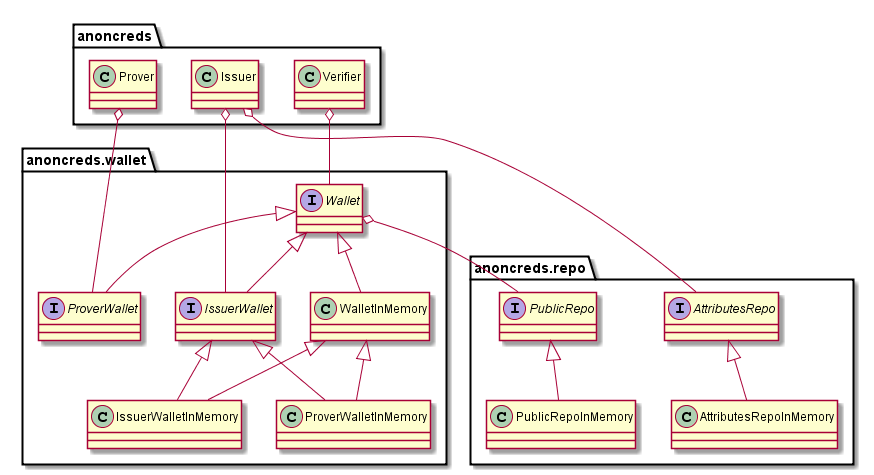 anoncreds
C Prover
C Issuer
C Verifier
anoncreds.wallet
I Wallet
anoncreds.repo
I ProverWallet
I IssuerWallet
C WalletInMemory
I PublicRepo
I AttributesRepo
C IssuerWalletInMemory
C ProverWalletInMemory
C PublicRepoInMemory
C AttributesRepoInMemory